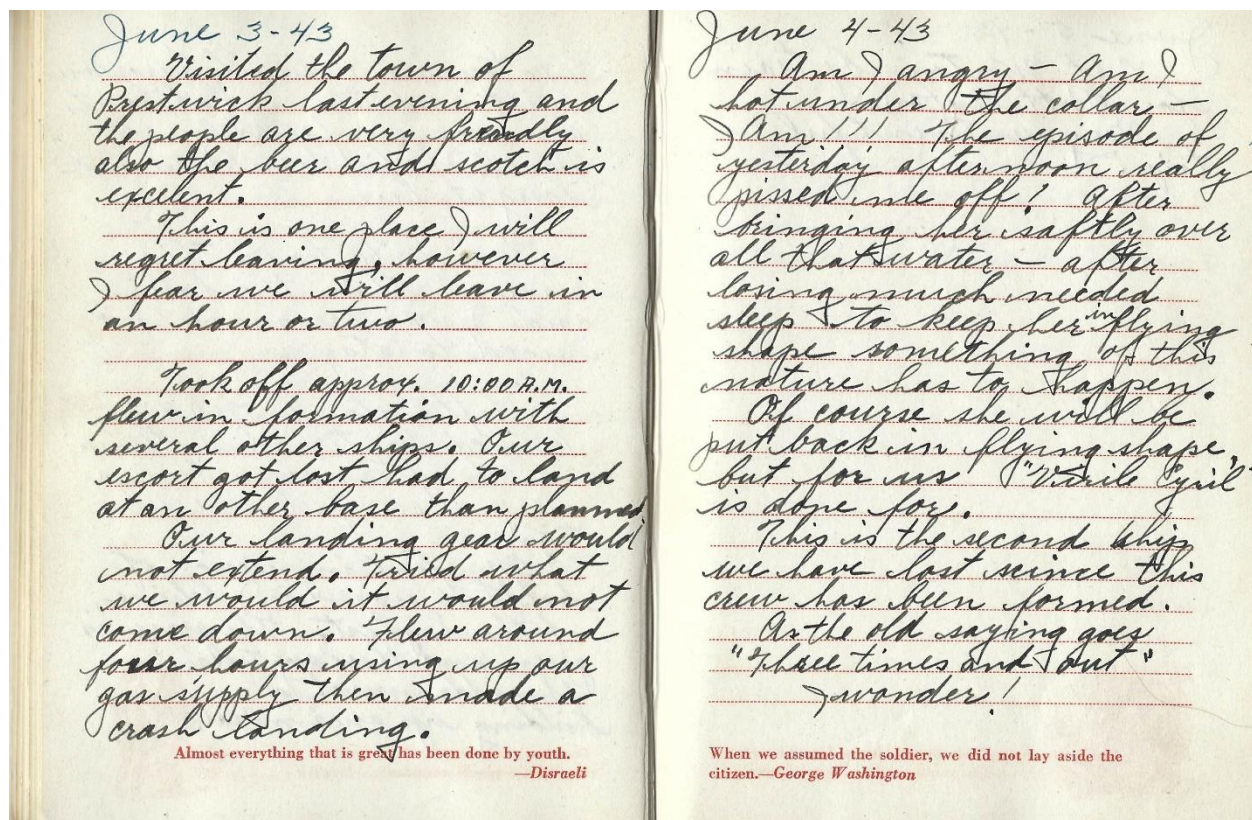 June 3-43
Visited the town of
Prestwick last evening and
the people are very friendly
also the beer and scotch is
excelent.
This is one place I will
regret leaving, however
I fear we will leave in
an hour or two.
Took off approx. 10:00 A.M.
flew in formation with
several other ships. Our
escort got lost had to land
at an other base than planned
Our landing gear would
not extend. Tried what
we would it would not
come down. Flew around
four hours using up our
gas supply then made a
crash landing.
Almost everything that is great has been done by youth.
—Disraeli
June 4-43
Am I angry – Am I
hot under the collar –
I Am!!! The episode of
yesterday afternoon really
pissed me off! After
bringing her saftly over
all that water – after
losing much needed
sleep to keep her in flying
shape something of this
nature has to happen.
Of course she will be
put back in flying shape,
but for us "Virile Cyril"
is done for.
This is the second ship
we have lost scince this
crew has been formed.
As the old saying goes
"Three times and out"
I wonder!
When we assumed the soldier, we did not lay aside the
citizen.—George Washington